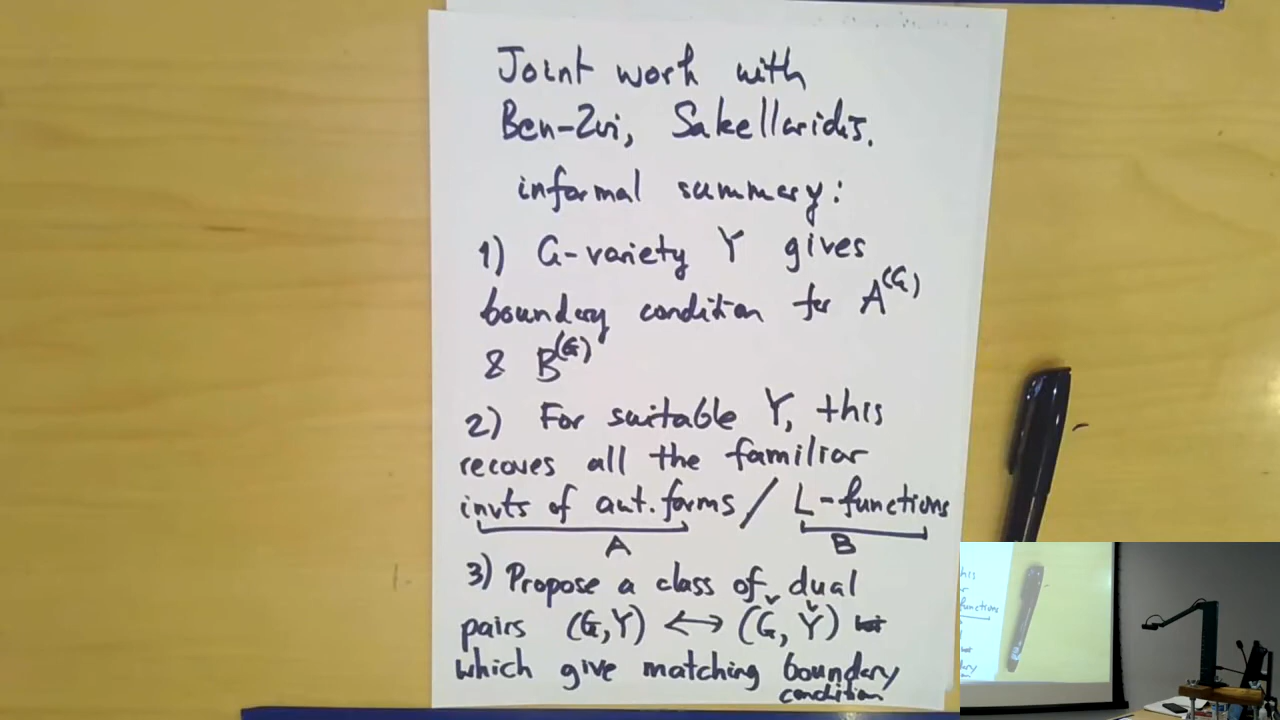 Joint work with
Ben-Zvi, Sakellaridis.
informal summary:
1) G-variety Y gives
boundary condition for A^(G)
& B^(G)
2) For suitable Y, this
recoves all the familiar
invts of aut. forms / L-functions
A B
3) Propose a class of dual
pairs (G,Y) ↔ (Ǧ, Y̌)
which give matching boundary
condition